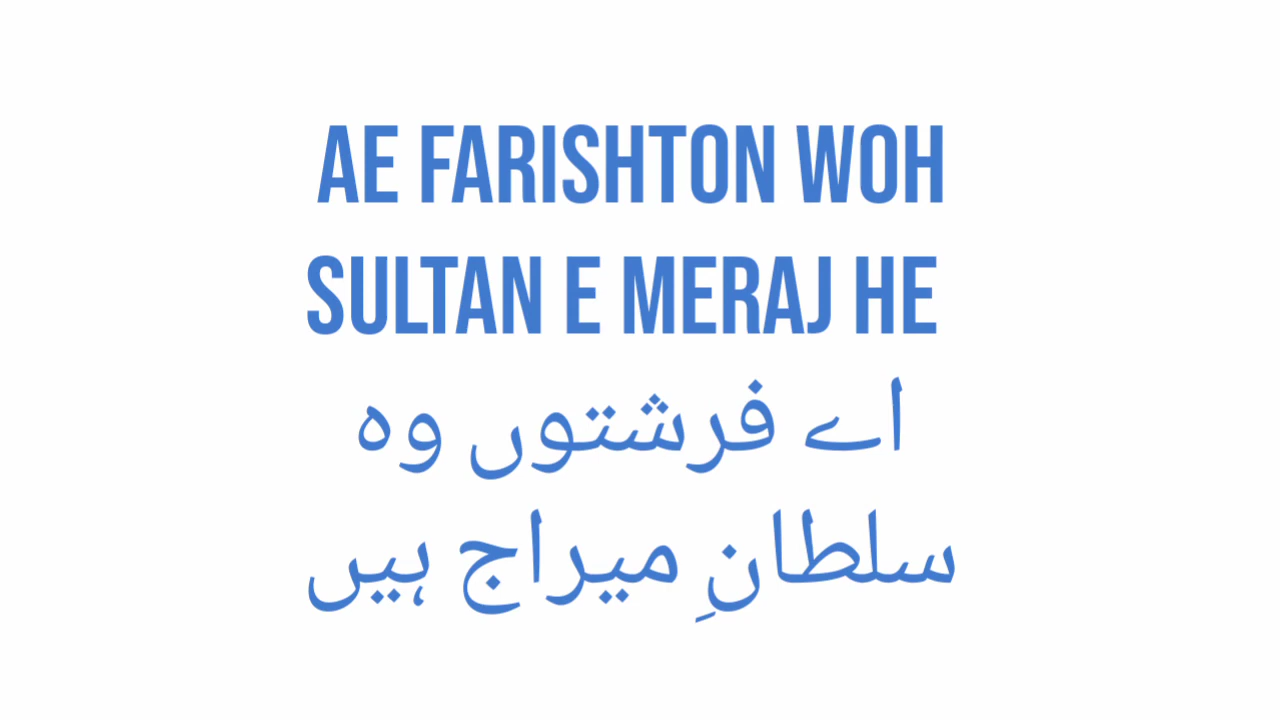 AE FARISHTON WOH
SULTAN E MERAJ HE
اے فرشتوں وہ
سلطانِ میراج ہیں